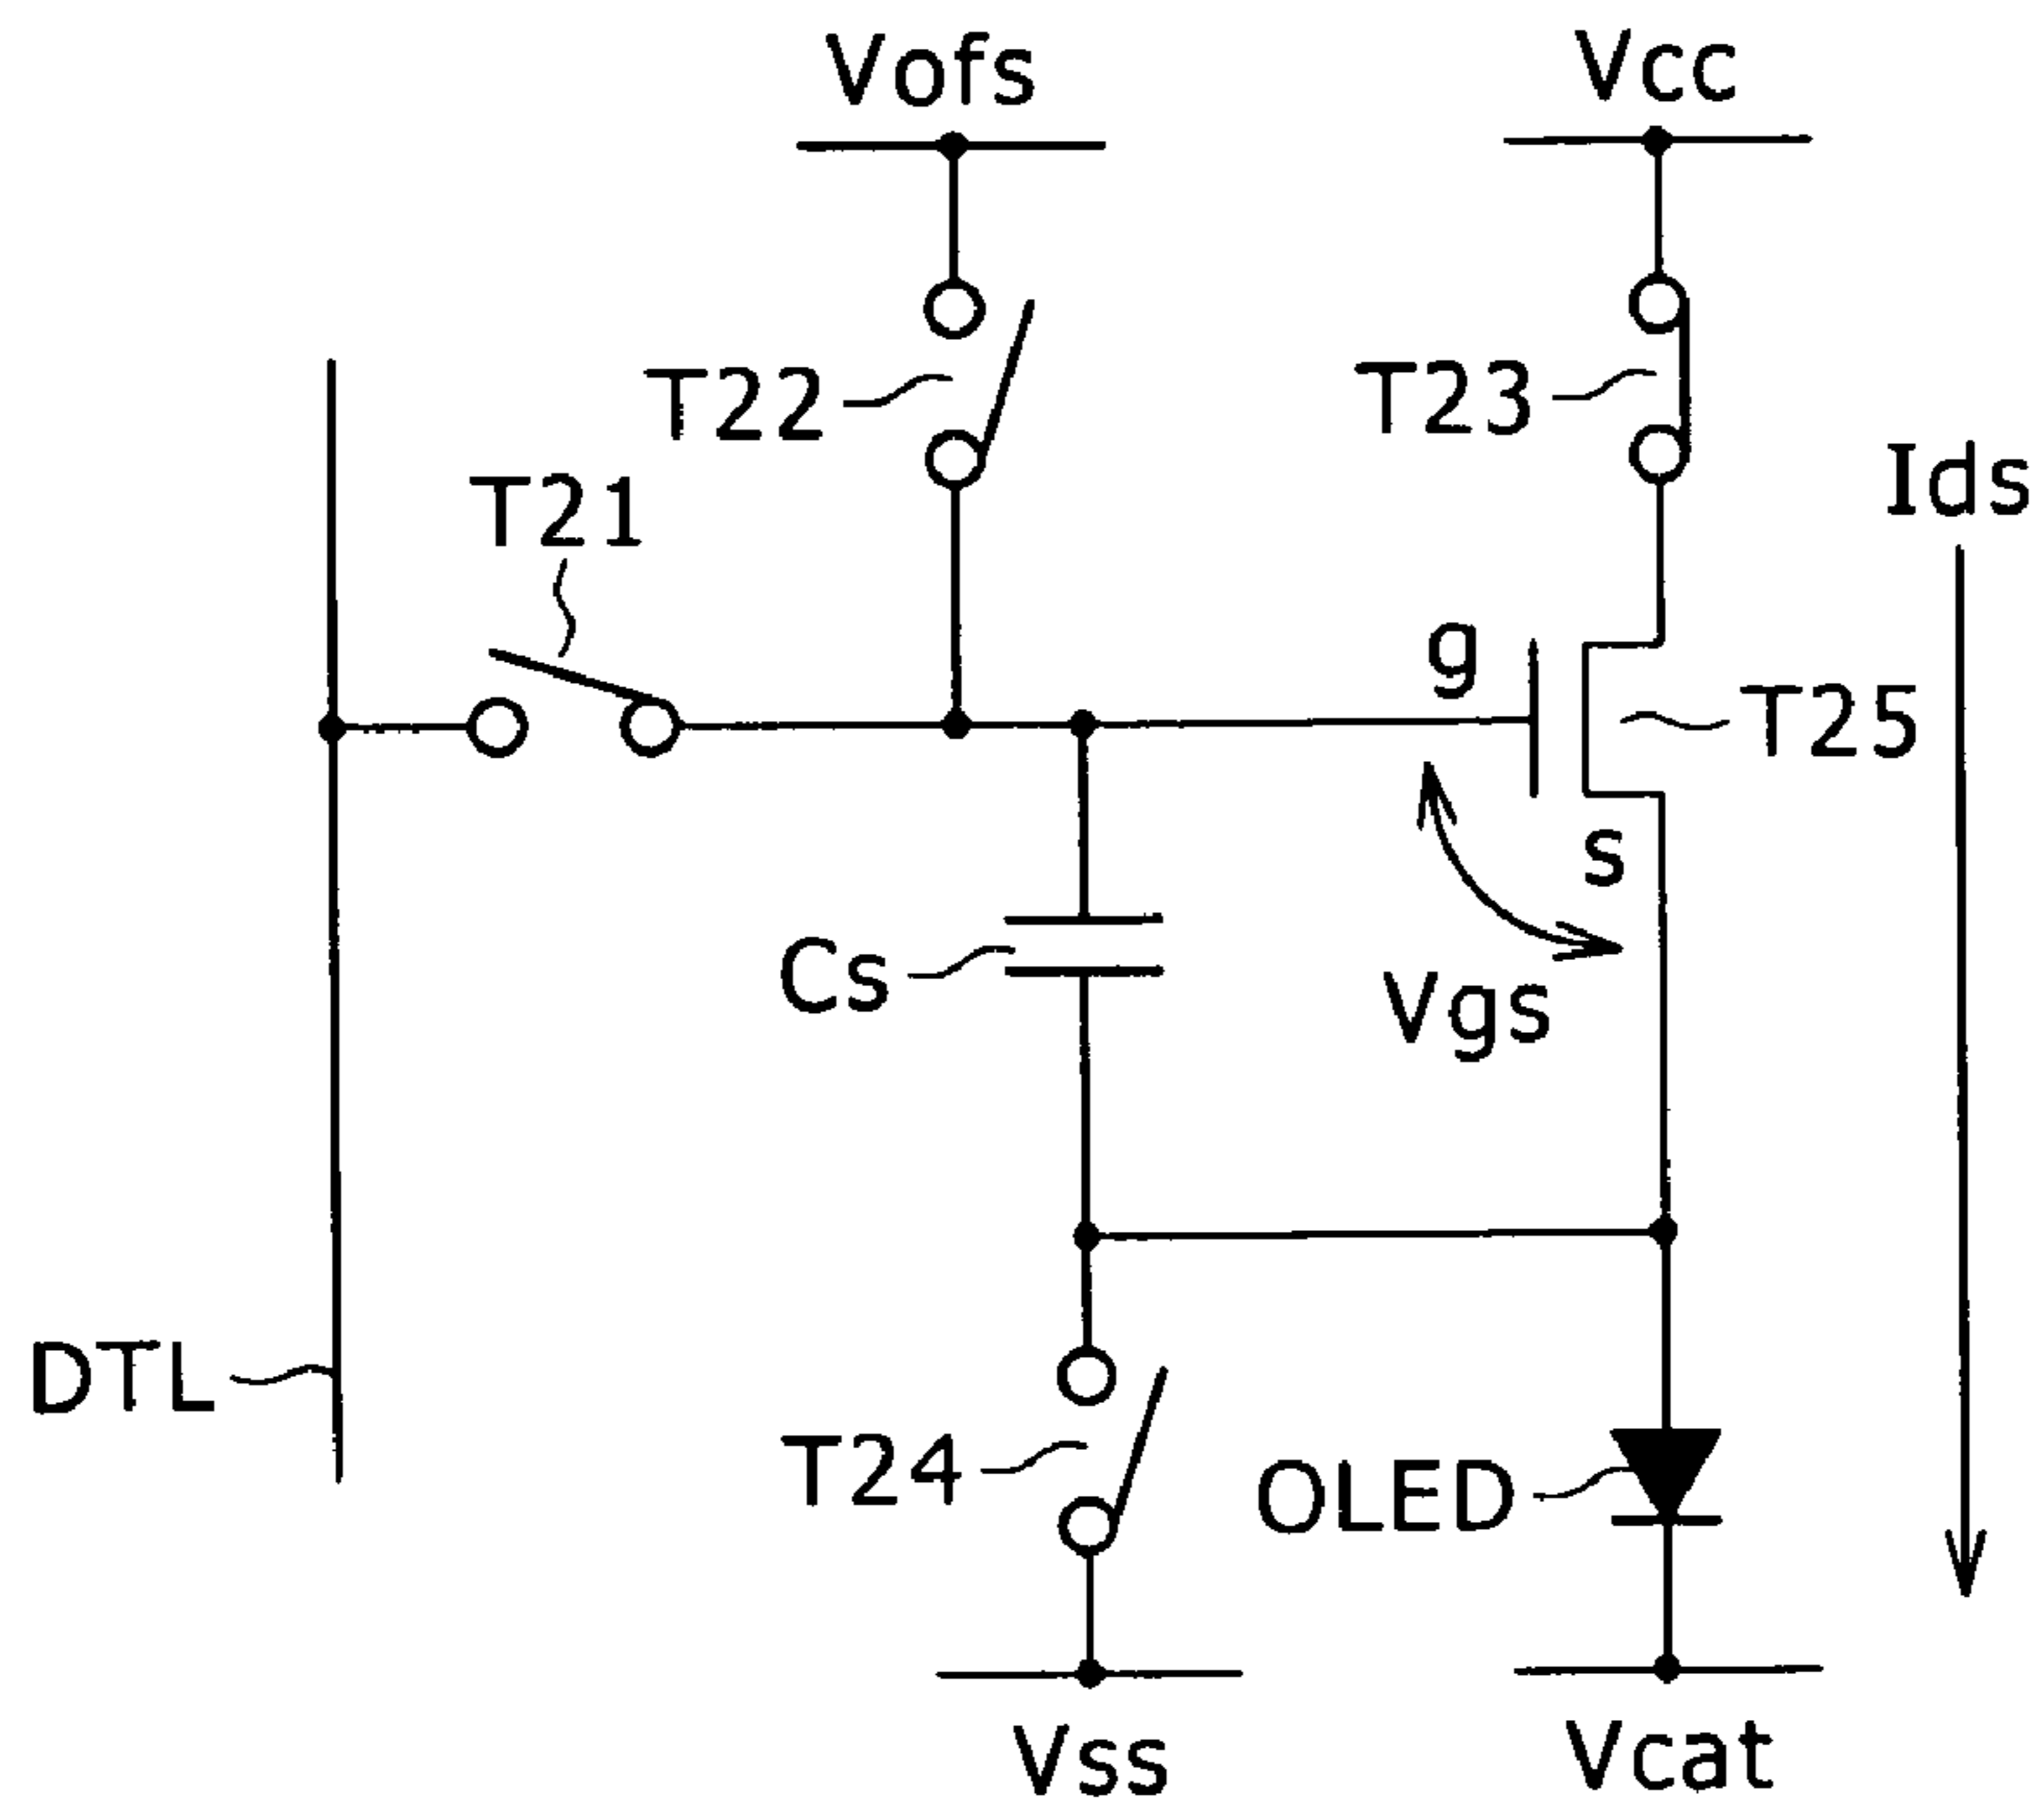 Vofs
Vcc
T22
T23
Ids
T21
g
T25
s
Cs
Vgs
DTL
T24
OLED
Vss
Vcat